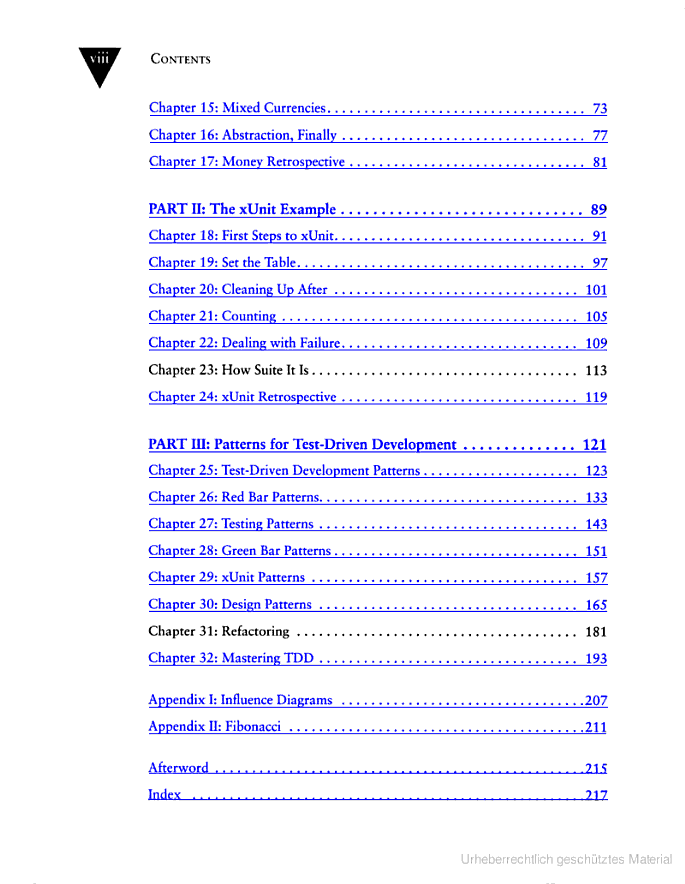 viii
CONTENTS
Chapter 15: Mixed Currencies. . . . . . . . . . . . . . . . . . . . . . . . . . . . . . . . . . . 73
Chapter 16: Abstraction, Finally . . . . . . . . . . . . . . . . . . . . . . . . . . . . . . . . . 77
Chapter 17: Money Retrospective . . . . . . . . . . . . . . . . . . . . . . . . . . . . . . . . 81
PART II: The xUnit Example . . . . . . . . . . . . . . . . . . . . . . . . . . . . . . 89
Chapter 18: First Steps to xUnit. . . . . . . . . . . . . . . . . . . . . . . . . . . . . . . . . . 91
Chapter 19: Set the Table. . . . . . . . . . . . . . . . . . . . . . . . . . . . . . . . . . . . . . . 97
Chapter 20: Cleaning Up After . . . . . . . . . . . . . . . . . . . . . . . . . . . . . . . . . 101
Chapter 21: Counting . . . . . . . . . . . . . . . . . . . . . . . . . . . . . . . . . . . . . . . . 105
Chapter 22: Dealing with Failure. . . . . . . . . . . . . . . . . . . . . . . . . . . . . . . . 109
Chapter 23: How Suite It Is . . . . . . . . . . . . . . . . . . . . . . . . . . . . . . . . . . . . 113
Chapter 24: xUnit Retrospective . . . . . . . . . . . . . . . . . . . . . . . . . . . . . . . . 119
PART III: Patterns for Test-Driven Development . . . . . . . . . . . . . . 121
Chapter 25: Test-Driven Development Patterns . . . . . . . . . . . . . . . . . . . . . 123
Chapter 26: Red Bar Patterns. . . . . . . . . . . . . . . . . . . . . . . . . . . . . . . . . . . 133
Chapter 27: Testing Patterns . . . . . . . . . . . . . . . . . . . . . . . . . . . . . . . . . . . 143
Chapter 28: Green Bar Patterns . . . . . . . . . . . . . . . . . . . . . . . . . . . . . . . . . 151
Chapter 29: xUnit Patterns . . . . . . . . . . . . . . . . . . . . . . . . . . . . . . . . . . . . 157
Chapter 30: Design Patterns . . . . . . . . . . . . . . . . . . . . . . . . . . . . . . . . . . . 165
Chapter 31: Refactoring . . . . . . . . . . . . . . . . . . . . . . . . . . . . . . . . . . . . . . 181
Chapter 32: Mastering TDD . . . . . . . . . . . . . . . . . . . . . . . . . . . . . . . . . . . 193
Appendix I: Influence Diagrams . . . . . . . . . . . . . . . . . . . . . . . . . . . . . . . . .207
Appendix II: Fibonacci . . . . . . . . . . . . . . . . . . . . . . . . . . . . . . . . . . . . . . . .211
Afterword . . . . . . . . . . . . . . . . . . . . . . . . . . . . . . . . . . . . . . . . . . . . . . . . . .215
Index . . . . . . . . . . . . . . . . . . . . . . . . . . . . . . . . . . . . . . . . . . . . . . . . . . . . .217
Urheberrechtlich geschütztes Material